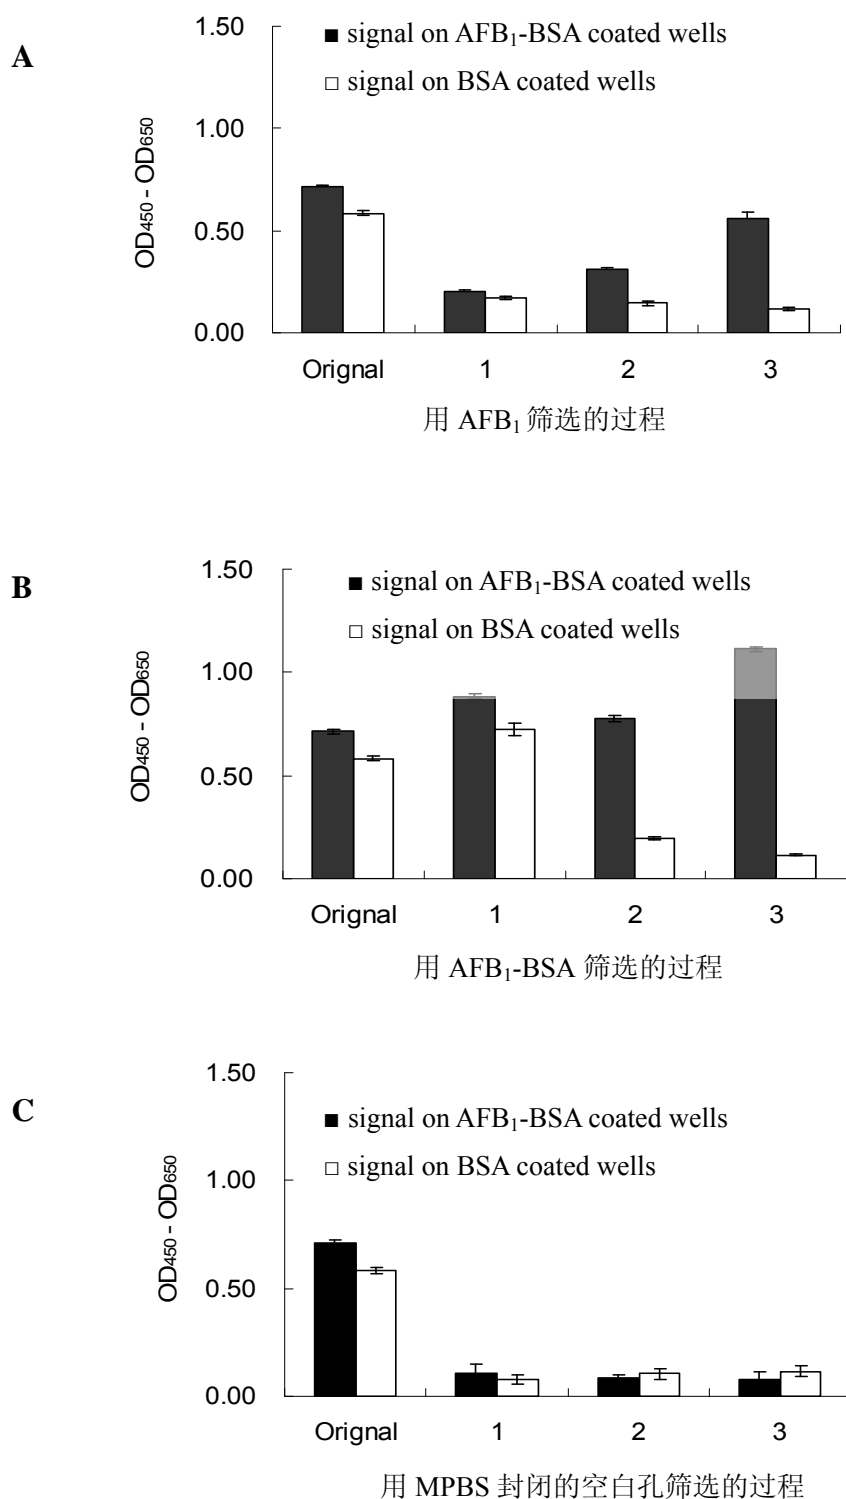 A
1.50
■ signal on AFB₁-BSA coated wells
□ signal on BSA coated wells
1.00
0.50
0.00
OD450 - OD650
Orignal 1 2 3
用 AFB₁ 筛选的过程
B
1.50
■ signal on AFB₁-BSA coated wells
□ signal on BSA coated wells
1.00
0.50
0.00
OD450 - OD650
Orignal 1 2 3
用 AFB₁-BSA 筛选的过程
C
1.50
■ signal on AFB₁-BSA coated wells
□ signal on BSA coated wells
1.00
0.50
0.00
OD450 - OD650
Orignal 1 2 3
用 MPBS 封闭的空白孔筛选的过程